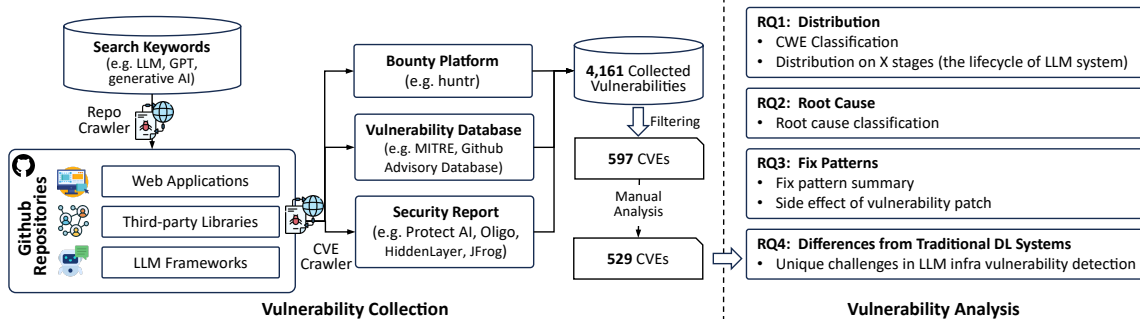 Search Keywords
(e.g. LLM, GPT,
generative AI)
Repo
Crawler
Github
Repositories
Web Applications
Third-party Libraries
LLM Frameworks
CVE
Crawler
Bounty Platform
(e.g. huntr)
Vulnerability Database
(e.g. MITRE, Github
Advisory Database)
Security Report
(e.g. Protect AI, Oligo,
HiddenLayer, JFrog)
4,161 Collected
Vulnerabilities
Filtering
597 CVEs
Manual
Analysis
529 CVEs
Vulnerability Collection
RQ1: Distribution
• CWE Classification
• Distribution on X stages (the lifecycle of LLM system)
RQ2: Root Cause
• Root cause classification
RQ3: Fix Patterns
• Fix pattern summary
• Side effect of vulnerability patch
RQ4: Differences from Traditional DL Systems
• Unique challenges in LLM infra vulnerability detection
Vulnerability Analysis